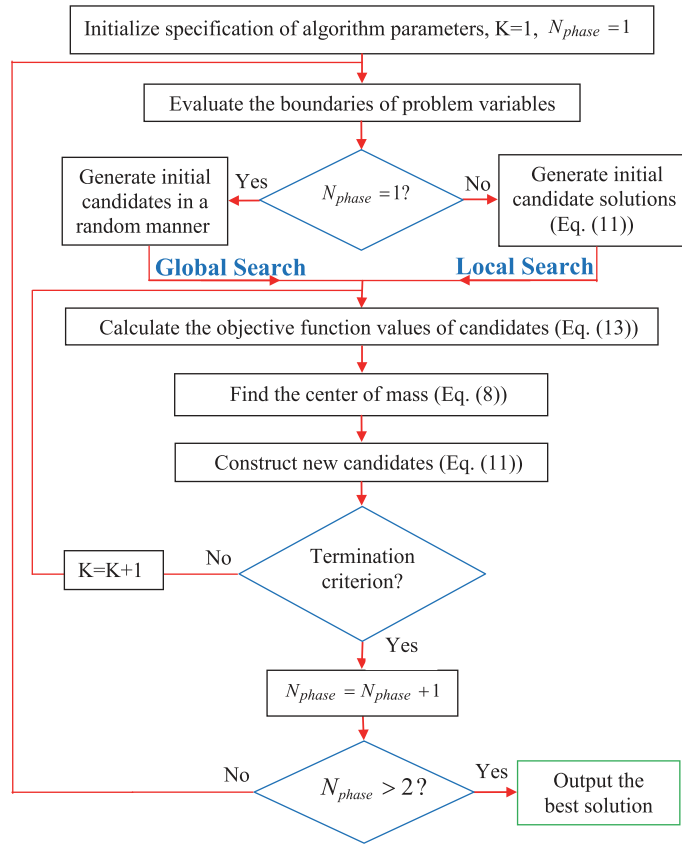 Initialize specification of algorithm parameters, K=1, N_phase = 1
Evaluate the boundaries of problem variables
Generate initial
candidates in a
random manner
Yes
N_phase = 1?
No
Generate initial
candidate solutions
(Eq. (11))
Global Search
Local Search
Calculate the objective function values of candidates (Eq. (13))
Find the center of mass (Eq. (8))
Construct new candidates (Eq. (11))
Termination
criterion?
No
K=K+1
Yes
N_phase = N_phase + 1
No
N_phase > 2?
Yes
Output the
best solution